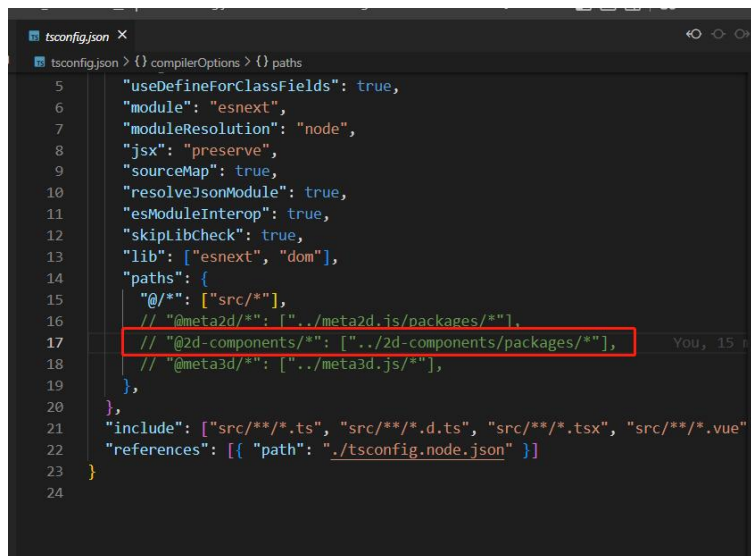 tsconfig.json
tsconfig.json > {} compilerOptions > {} paths
5 "useDefineForClassFields": true,
6 "module": "esnext",
7 "moduleResolution": "node",
8 "jsx": "preserve",
9 "sourceMap": true,
10 "resolveJsonModule": true,
11 "esModuleInterop": true,
12 "skipLibCheck": true,
13 "lib": ["esnext", "dom"],
14 "paths": {
15 "@/*": ["src/*"],
16 // "@meta2d/*": ["../meta2d.js/packages/*"],
17 // "@2d-components/*": ["../2d-components/packages/*"], You, 15
18 // "@meta3d/*": ["../meta3d.js/*"],
19 },
20 },
21 "include": ["src/**/*.ts", "src/**/*.d.ts", "src/**/*.tsx", "src/**/*.vue"
22 "references": [{ "path": "./tsconfig.node.json" }]
23 }
24